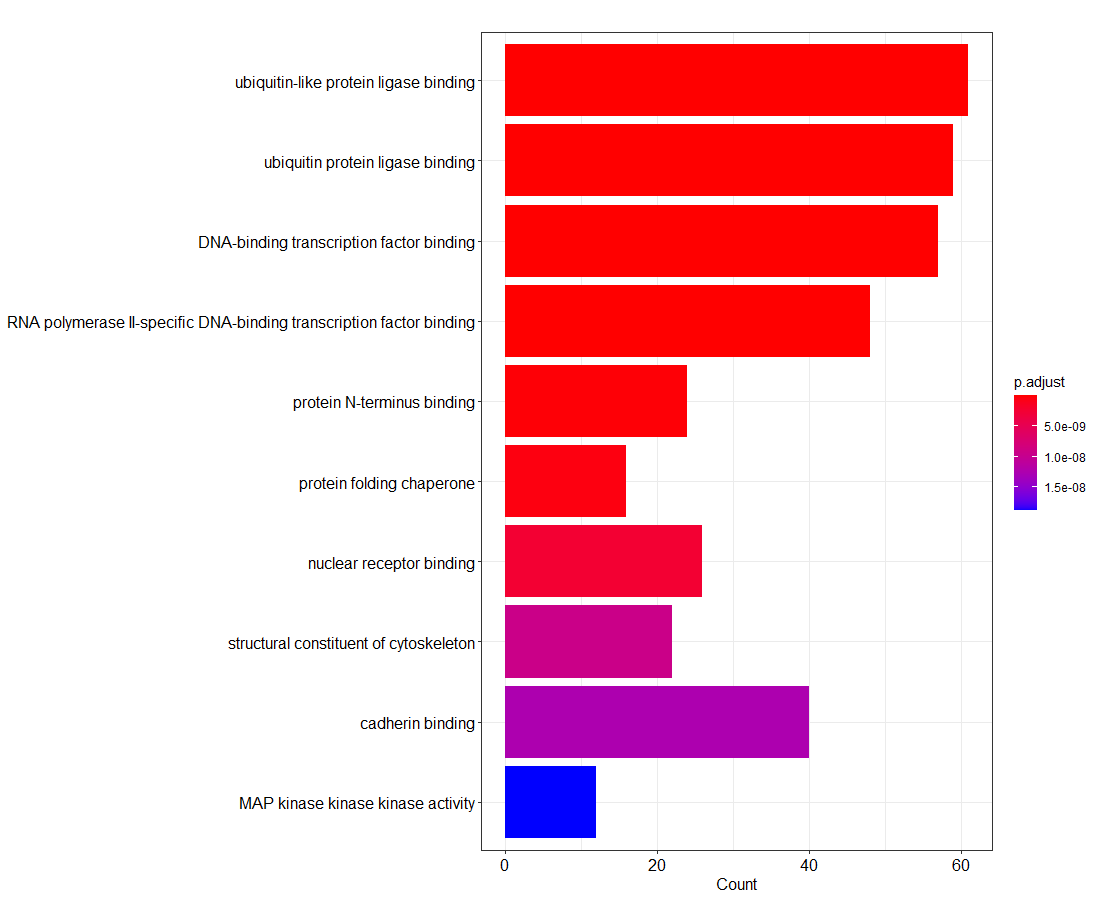 ubiquitin-like protein ligase binding
ubiquitin protein ligase binding
DNA-binding transcription factor binding
RNA polymerase II-specific DNA-binding transcription factor binding
protein N-terminus binding
protein folding chaperone
nuclear receptor binding
structural constituent of cytoskeleton
cadherin binding
MAP kinase kinase kinase activity
0 20 40 60
Count
p.adjust
5.0e-09
1.0e-08
1.5e-08